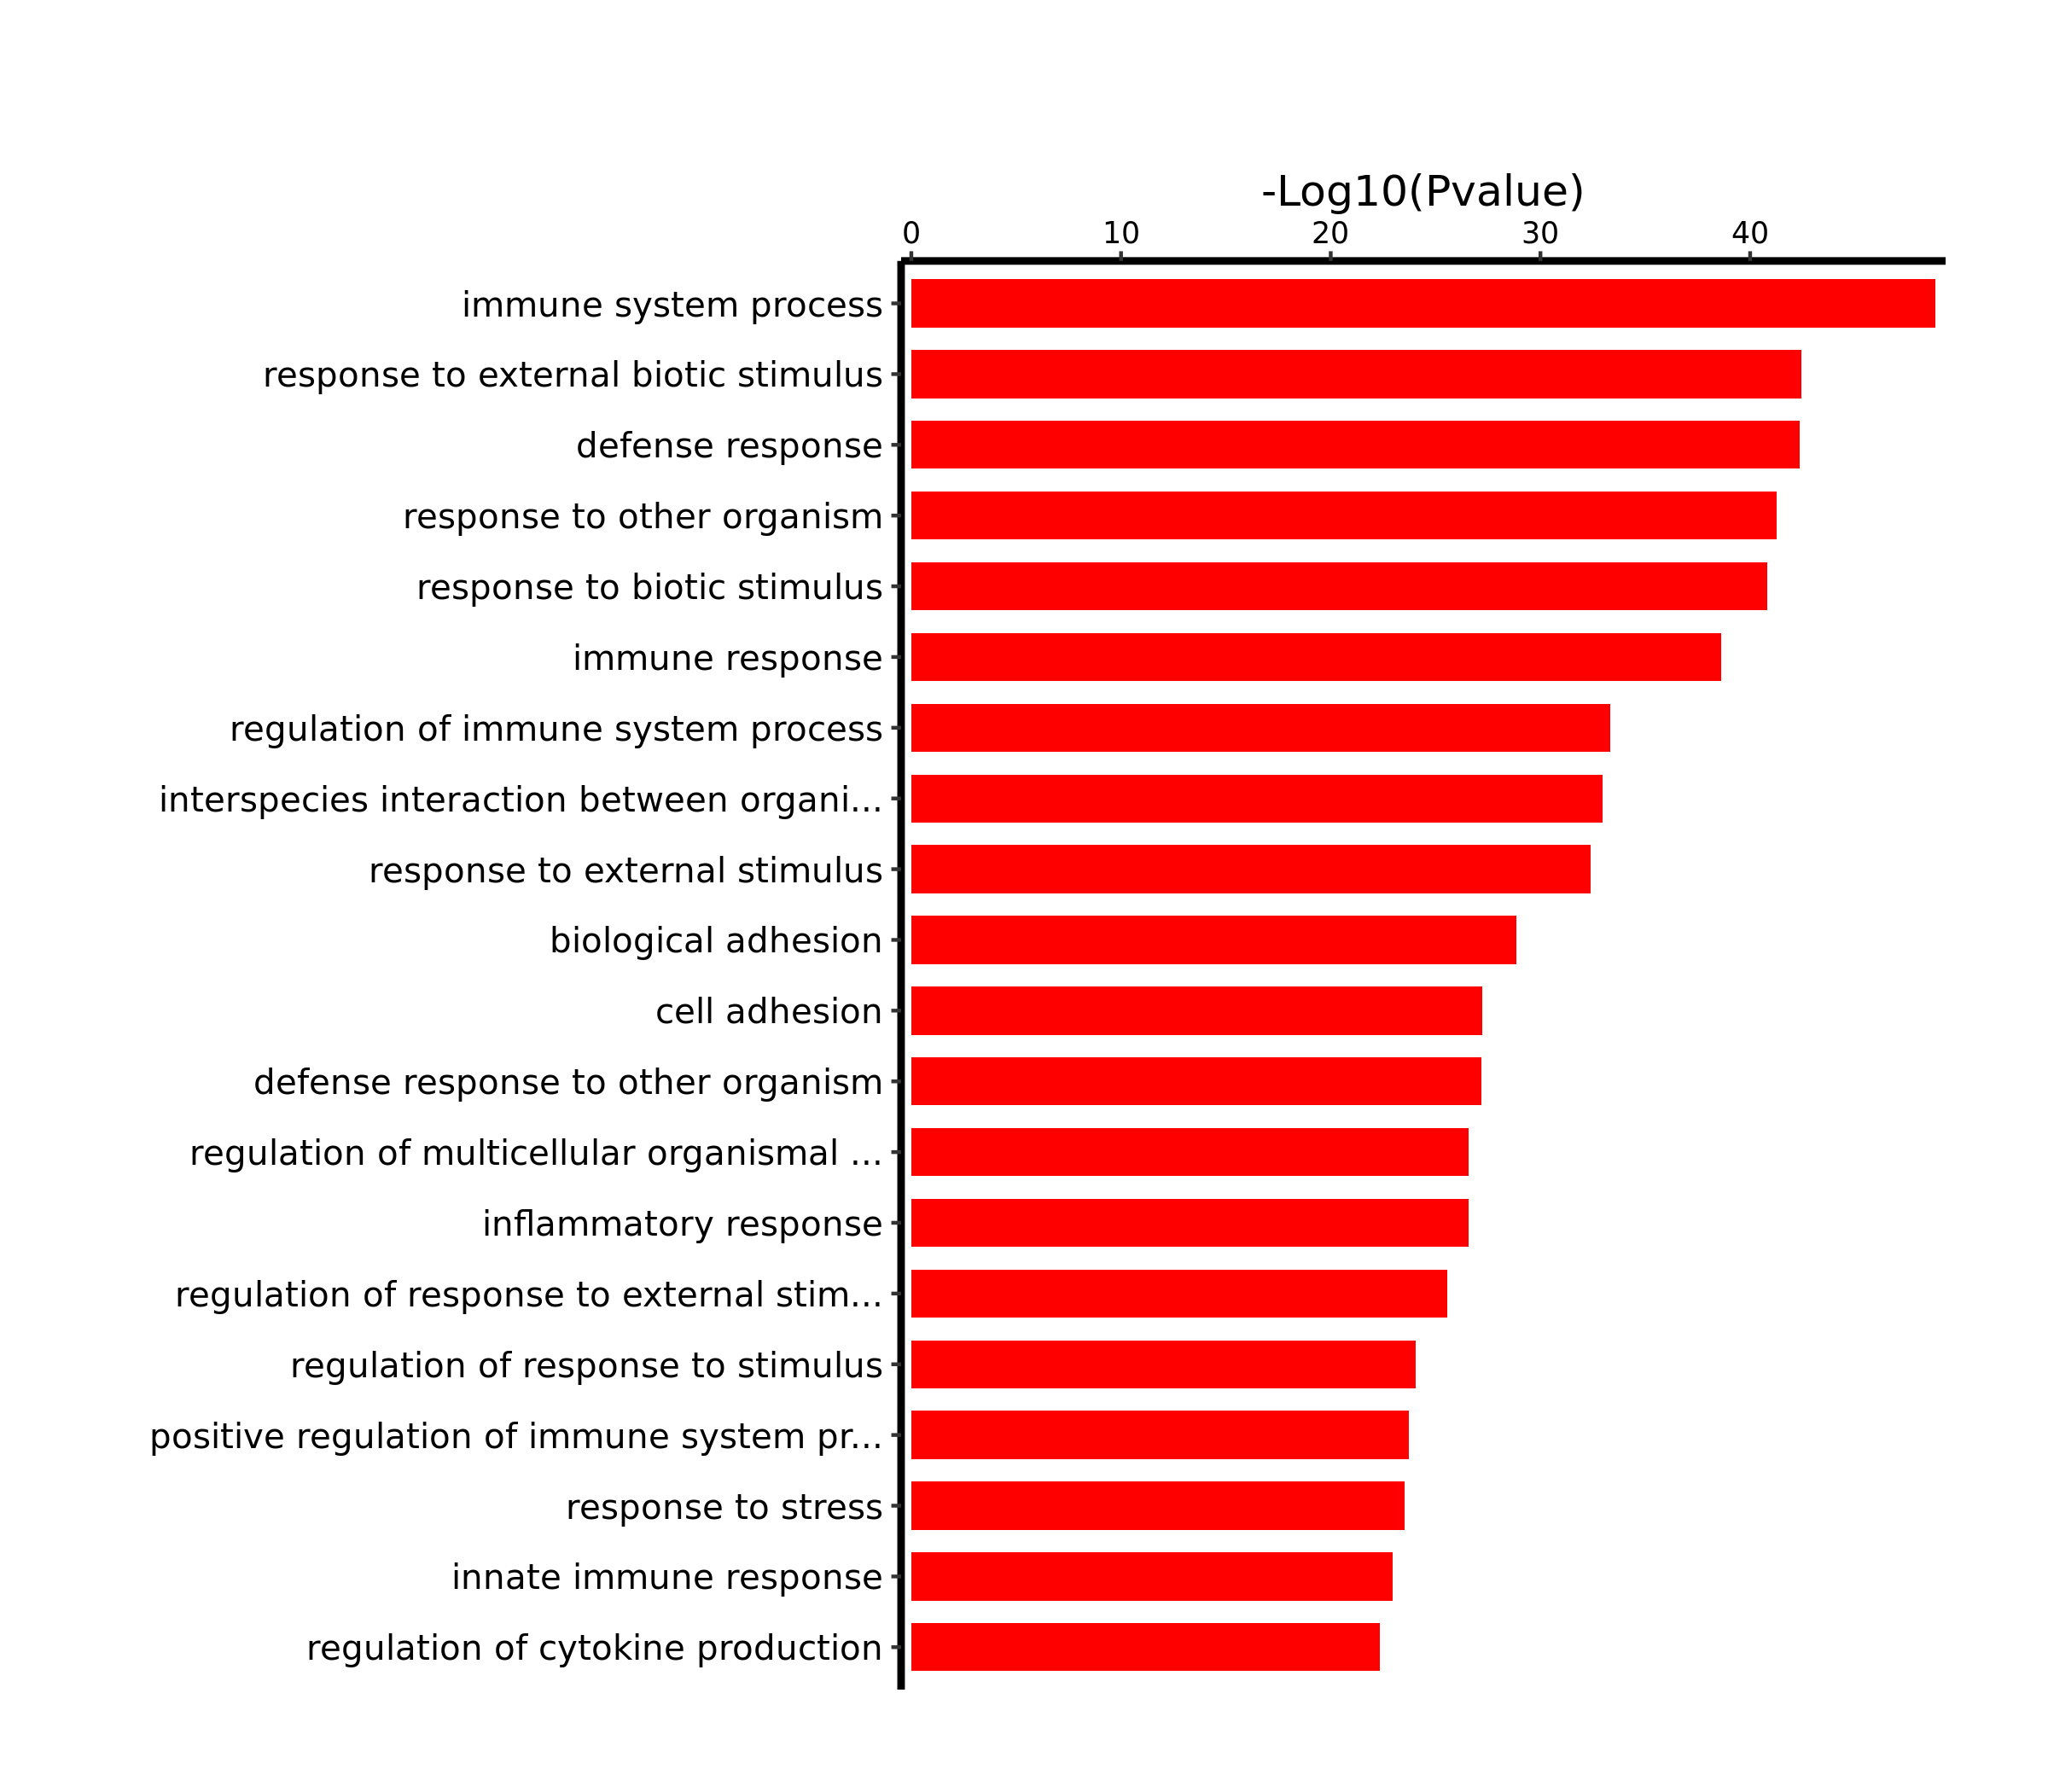 -Log10(Pvalue)
0 10 20 30 40
immune system process
response to external biotic stimulus
defense response
response to other organism
response to biotic stimulus
immune response
regulation of immune system process
interspecies interaction between organi...
response to external stimulus
biological adhesion
cell adhesion
defense response to other organism
regulation of multicellular organismal ...
inflammatory response
regulation of response to external stim...
regulation of response to stimulus
positive regulation of immune system pr...
response to stress
innate immune response
regulation of cytokine production